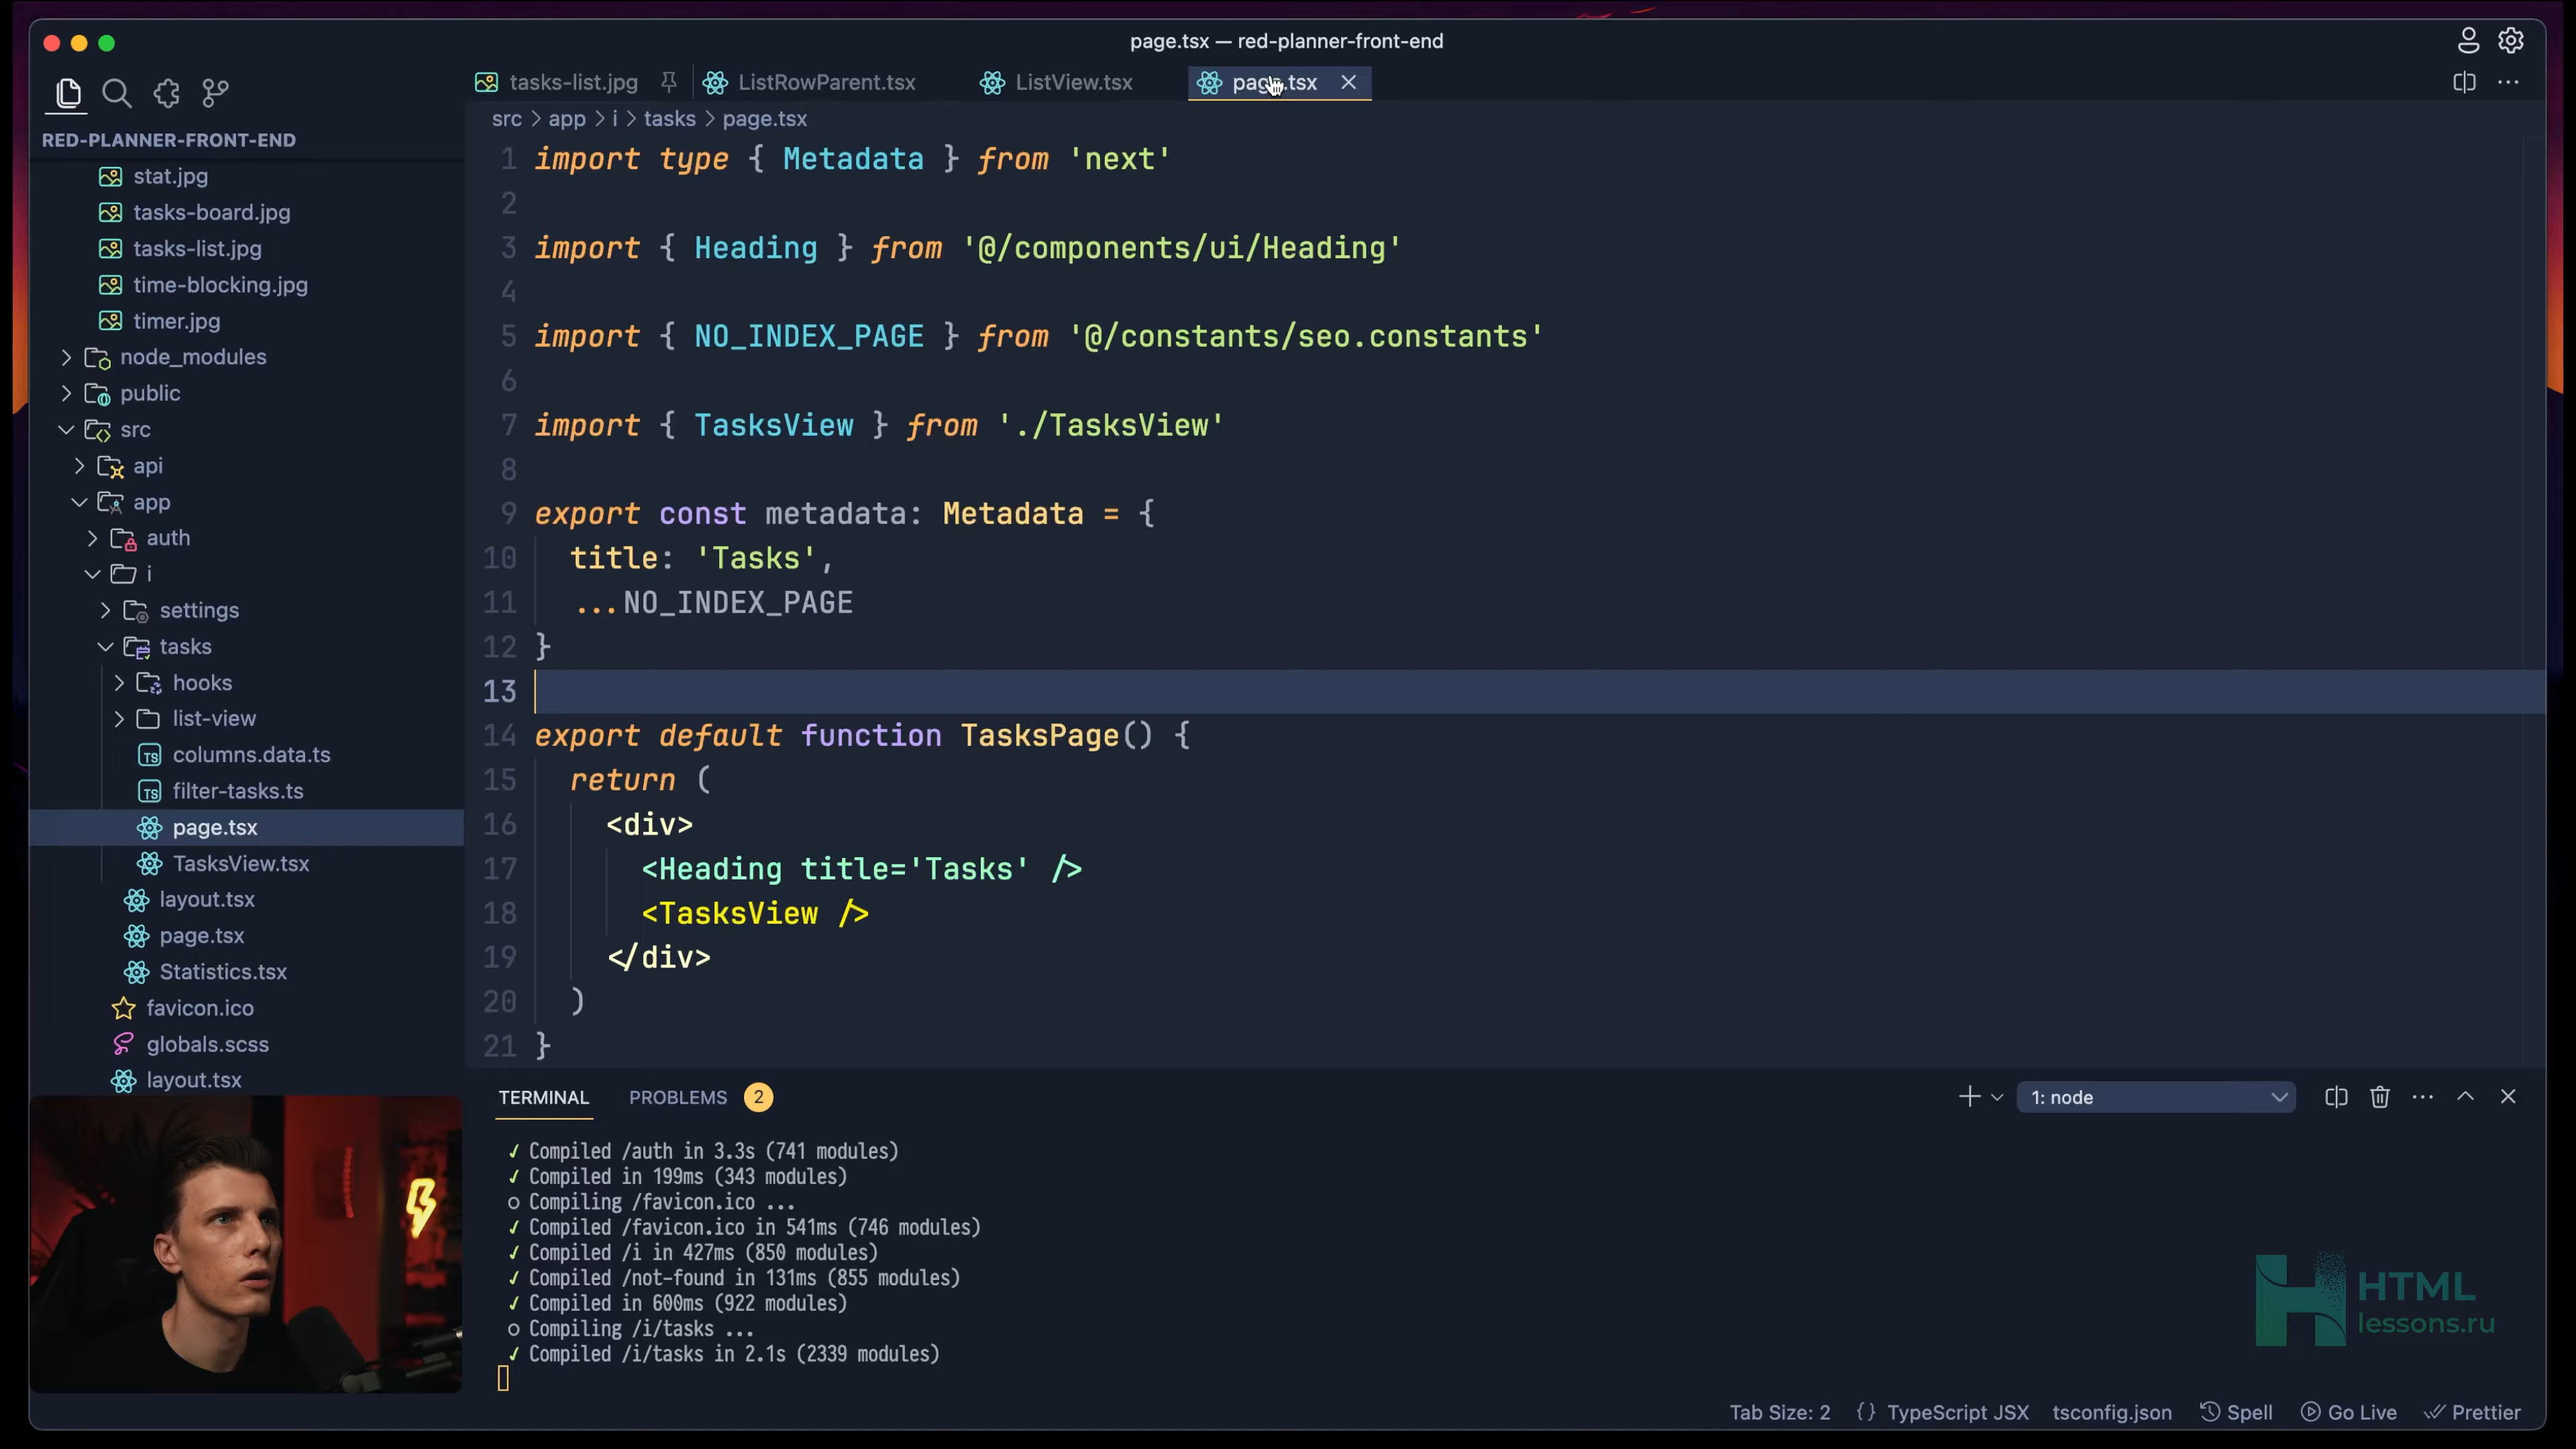 page.tsx — red-planner-front-end
tasks-list.jpg ListRowParent.tsx ListView.tsx page.tsx
RED-PLANNER-FRONT-END
stat.jpg
tasks-board.jpg
tasks-list.jpg
time-blocking.jpg
timer.jpg
node_modules
public
src
api
app
auth
i
settings
tasks
hooks
list-view
columns.data.ts
filter-tasks.ts
page.tsx
TasksView.tsx
layout.tsx
page.tsx
Statistics.tsx
favicon.ico
globals.scss
layout.tsx
src > app > i > tasks > page.tsx
1 import type { Metadata } from 'next'
2
3 import { Heading } from '@/components/ui/Heading'
4
5 import { NO_INDEX_PAGE } from '@/constants/seo.constants'
6
7 import { TasksView } from './TasksView'
8
9 export const metadata: Metadata = {
10 title: 'Tasks',
11 ...NO_INDEX_PAGE
12 }
13
14 export default function TasksPage() {
15 return (
16 <div>
17 <Heading title='Tasks' />
18 <TasksView />
19 </div>
20 )
21 }
TERMINAL PROBLEMS 2
1: node
✓ Compiled /auth in 3.3s (741 modules)
✓ Compiled in 199ms (343 modules)
○ Compiling /favicon.ico ...
✓ Compiled /favicon.ico in 541ms (746 modules)
✓ Compiled /i in 427ms (850 modules)
✓ Compiled /not-found in 131ms (855 modules)
✓ Compiled in 600ms (922 modules)
○ Compiling /i/tasks ...
✓ Compiled /i/tasks in 2.1s (2339 modules)
HTML
lessons.ru
Tab Size: 2 {} TypeScript JSX tsconfig.json Spell Go Live Prettier